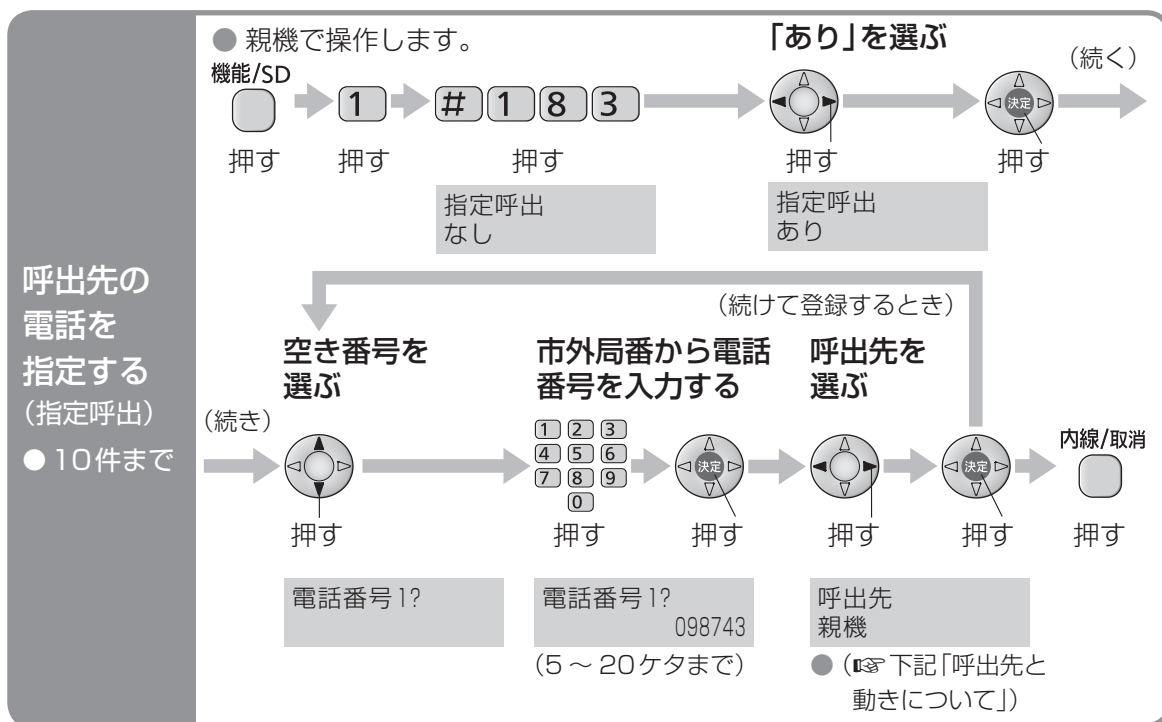 呼出先の
電話を
指定する
（指定呼出）
● 10件まで
● 親機で操作します。
機能/SD
押す
1
押す
# 1 8 3
押す
指定呼出
なし
「あり」を選ぶ
押す
指定呼出
あり
決定
押す
（続く）
（続き）
（続けて登録するとき）
空き番号を
選ぶ
押す
電話番号1?
市外局番から電話
番号を入力する
1 2 3
4 5 6
7 8 9
0
押す
決定
押す
電話番号1?
098743
（5～20ケタまで）
呼出先を
選ぶ
押す
呼出先
親機
●（☞下記「呼出先と
動きについて」）
決定
押す
内線/取消
押す